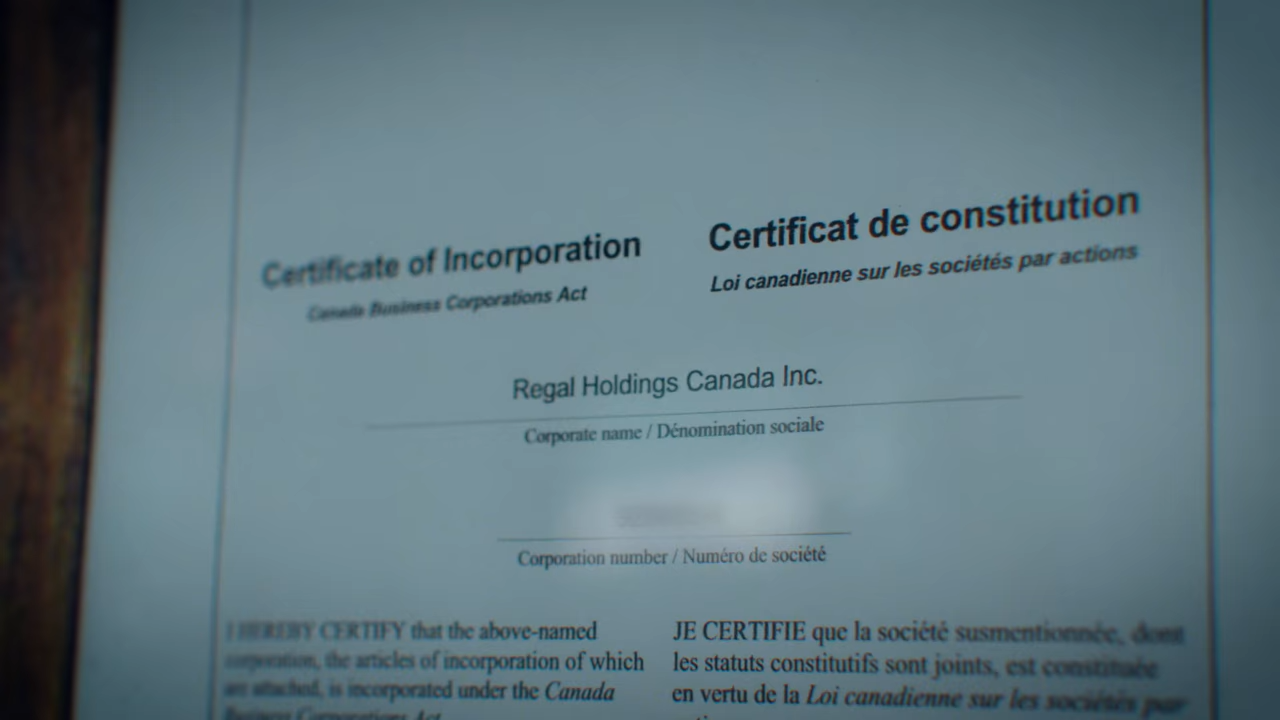 Certificate of Incorporation
Canada Business Corporations Act
Certificat de constitution
Loi canadienne sur les sociétés par actions
Regal Holdings Canada Inc.
Corporate name / Dénomination sociale
Corporation number / Numéro de société
I HEREBY CERTIFY that the above-named
corporation, the articles of incorporation of which
are attached, is incorporated under the Canada
Business Corporations Act
JE CERTIFIE que la société susmentionnée, dont
les statuts constitutifs sont joints, est constituée
en vertu de la Loi canadienne sur les sociétés par